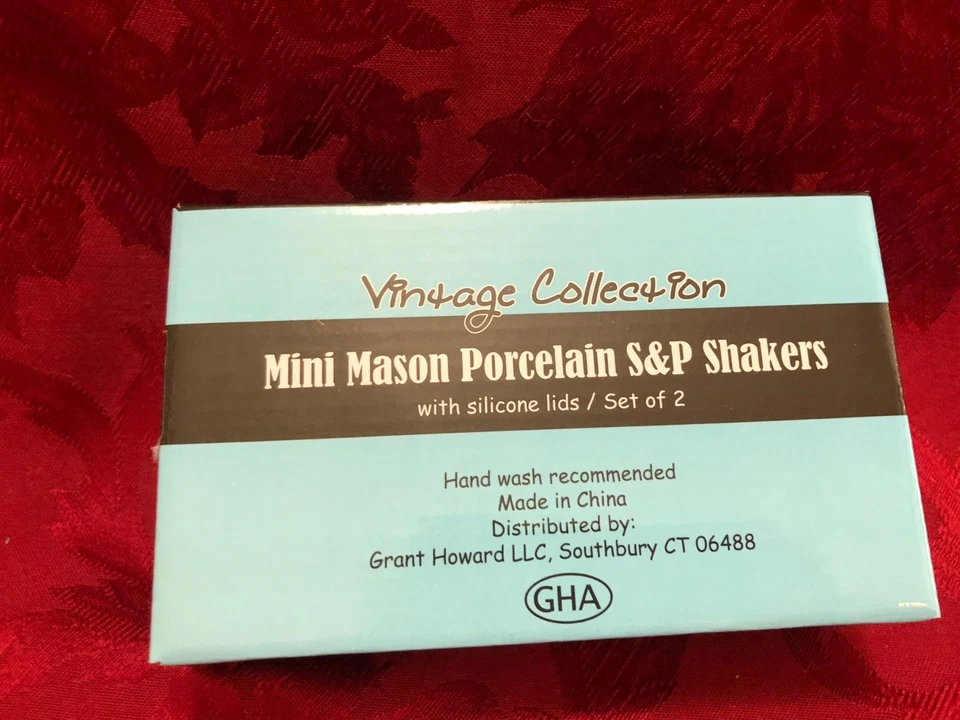 Vintage Collection
Mini Mason Porcelain S&P Shakers
with silicone lids / Set of 2
Hand wash recommended
Made in China
Distributed by:
Grant Howard LLC, Southbury CT 06488
GHA